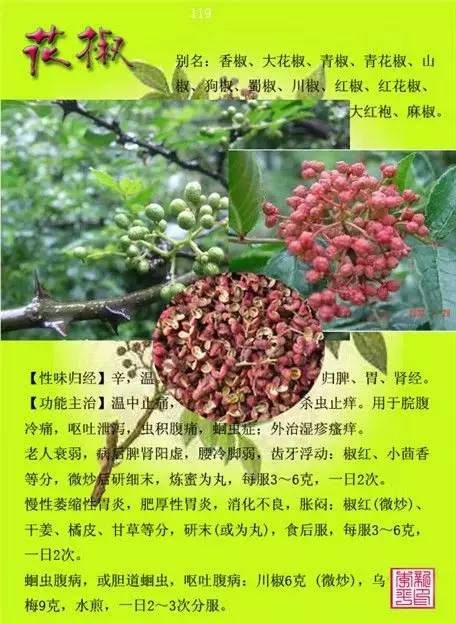 119
花椒
别名：香椒、大花椒、青椒、青花椒、山
椒、狗椒、蜀椒、川椒、红椒、红花椒、
大红袍、麻椒。
【性味归经】辛，温 归脾、胃、肾经。
【功能主治】温中止痛， 杀虫止痒。用于脘腹
冷痛，呕吐泄泻，虫积腹痛，蛔虫症；外治湿疹瘙痒。
老人衰弱，病后脾肾阳虚，腰冷脚弱，齿牙浮动：椒红、小茴香
等分，微炒后研细末，炼蜜为丸，每服3～6克，一日2次。
慢性萎缩性胃炎，肥厚性胃炎，消化不良，胀闷：椒红(微炒)、
干姜、橘皮、甘草等分，研末(或为丸)，食后服，每服3～6克，
一日2次。
蛔虫腹病，或胆道蛔虫，呕吐腹病：川椒6克 (微炒)，乌
梅9克，水煎，一日2～3次分服。